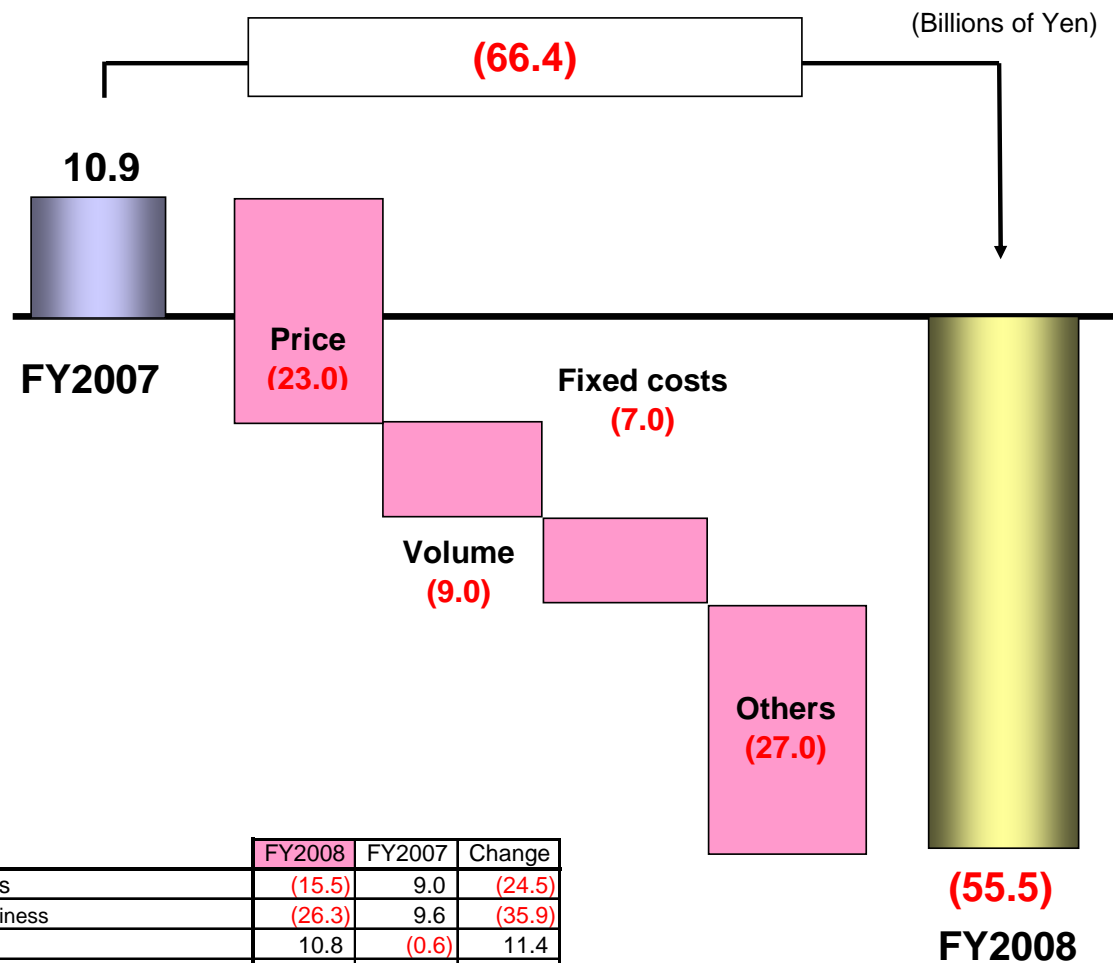 (Billions of Yen)
(66.4)
10.9
FY2007
Price
(23.0)
Fixed costs
(7.0)
Volume
(9.0)
Others
(27.0)
(55.5)
FY2008
FY2008 FY2007 Change
s (15.5) 9.0 (24.5)
iness (26.3) 9.6 (35.9)
10.8 (0.6) 11.4